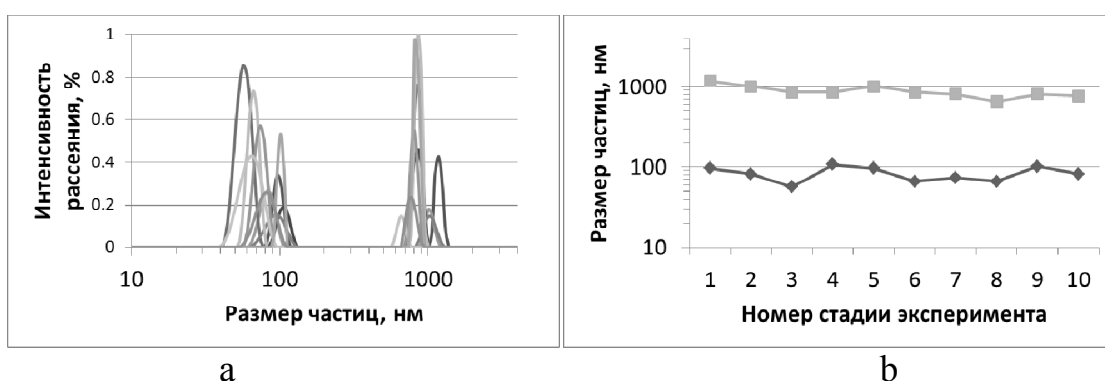 Интенсивность
рассеяния, %
1
0.8
0.6
0.4
0.2
0
10 100 1000
Размер частиц, нм
a
Размер частиц, нм
1000
100
10
1 2 3 4 5 6 7 8 9 10
Номер стадии эксперимента
b